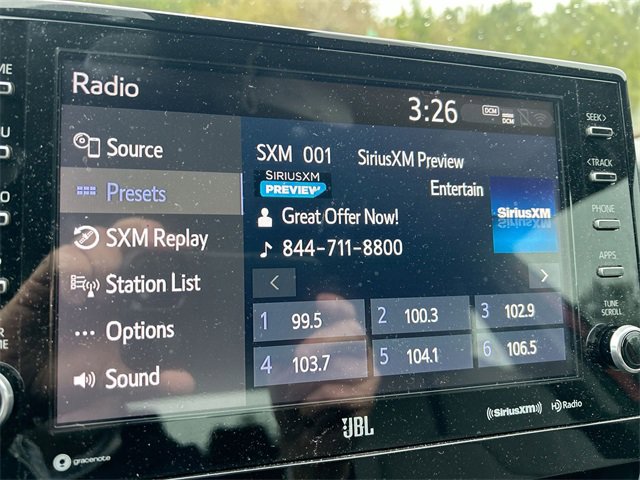 Radio
3:26
DCM
DCM
Source
Presets
SXM Replay
Station List
Options
Sound
SXM 001 SiriusXM Preview
SIRIUSXM
PREVIEW
Entertain
Great Offer Now!
844-711-8800
SiriusXM
1 99.5
2 100.3
3 102.9
4 103.7
5 104.1
6 106.5
SEEK>
<TRACK
PHONE
APPS
TUNE
SCROLL
JBL
SiriusXM
HD Radio
gracenote